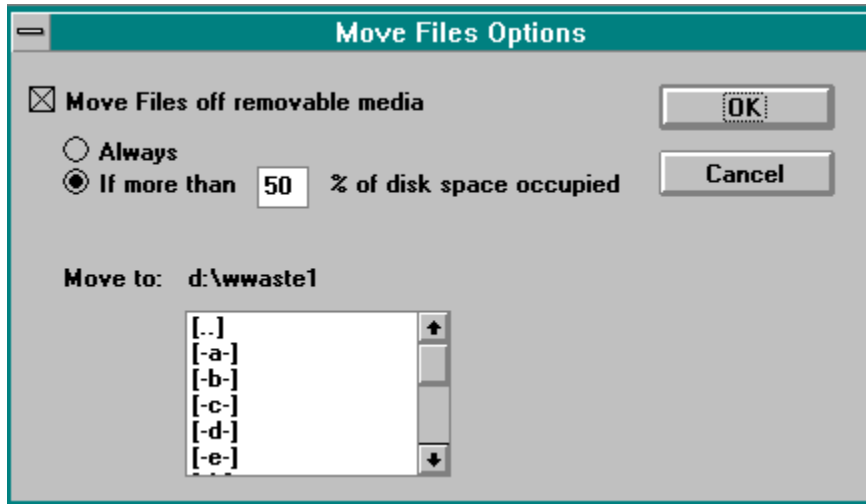 Move Files Options
Move Files off removable media
OK
Always
If more than 50 % of disk space occupied
Cancel
Move to: d:\wwaste1
[..]
[-a-]
[-b-]
[-c-]
[-d-]
[-e-]